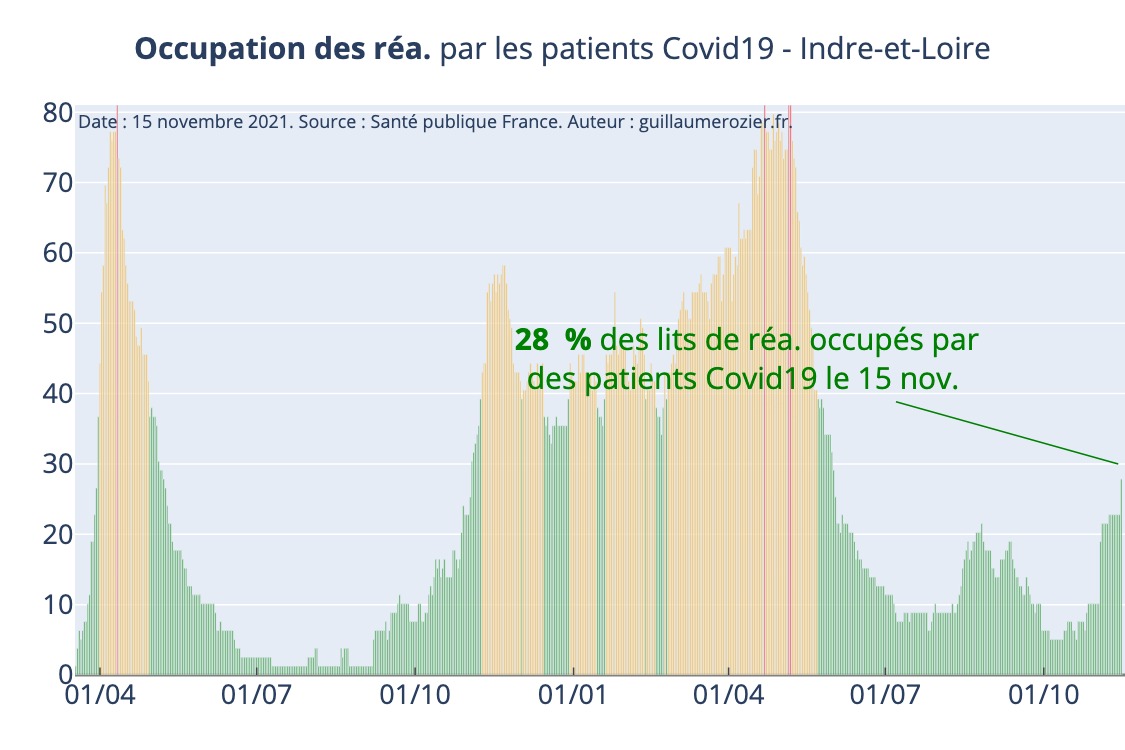 Occupation des réa. par les patients Covid19 - Indre-et-Loire
80
Date : 15 novembre 2021. Source : Santé publique France. Auteur : guillaumerozier.fr.
70
60
50
28 % des lits de réa. occupés par
des patients Covid19 le 15 nov.
40
30
20
10
0
01/04 01/07 01/10 01/01 01/04 01/07 01/10